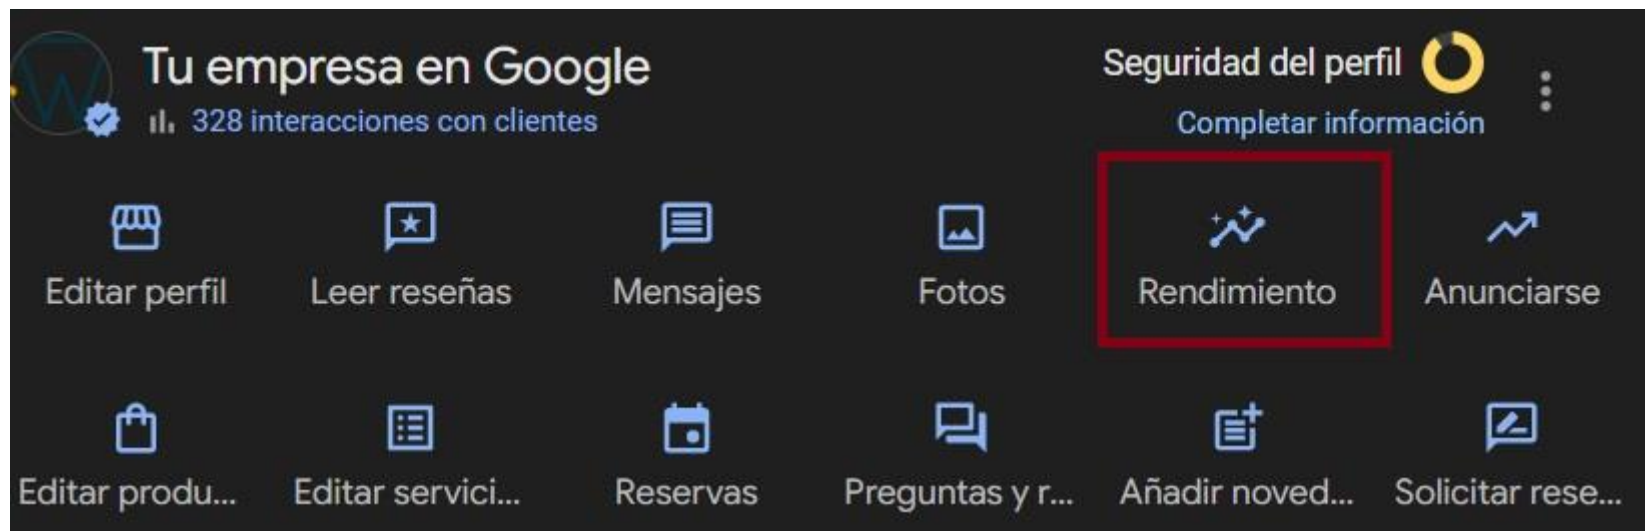 Tu empresa en Google
Seguridad del perfil
328 interacciones con clientes
Completar información
Editar perfil
Leer reseñas
Mensajes
Fotos
Rendimiento
Anunciarse
Editar produ...
Editar servici...
Reservas
Preguntas y r...
Añadir noved...
Solicitar rese...